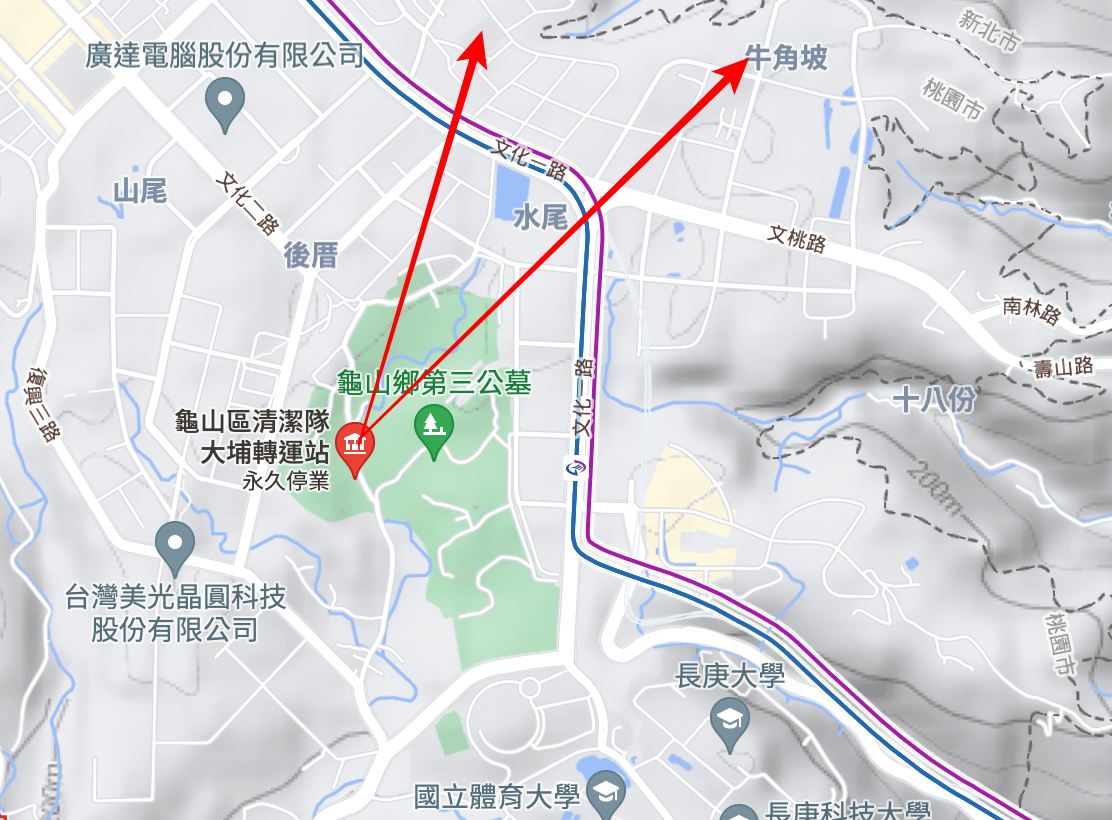 新北市
廣達電腦股份有限公司
牛角坡
桃園市
文化一路
山尾
文化二路
水尾
文桃路
後厝
南林路
壽山路
龜山鄉第三公墓
文化一路
十八份
復興三路
龜山區清潔隊
大埔轉運站
永久停業
200m
台灣美光晶圓科技
股份有限公司
桃園市
長庚大學
國立體育大學
長庚科技大學